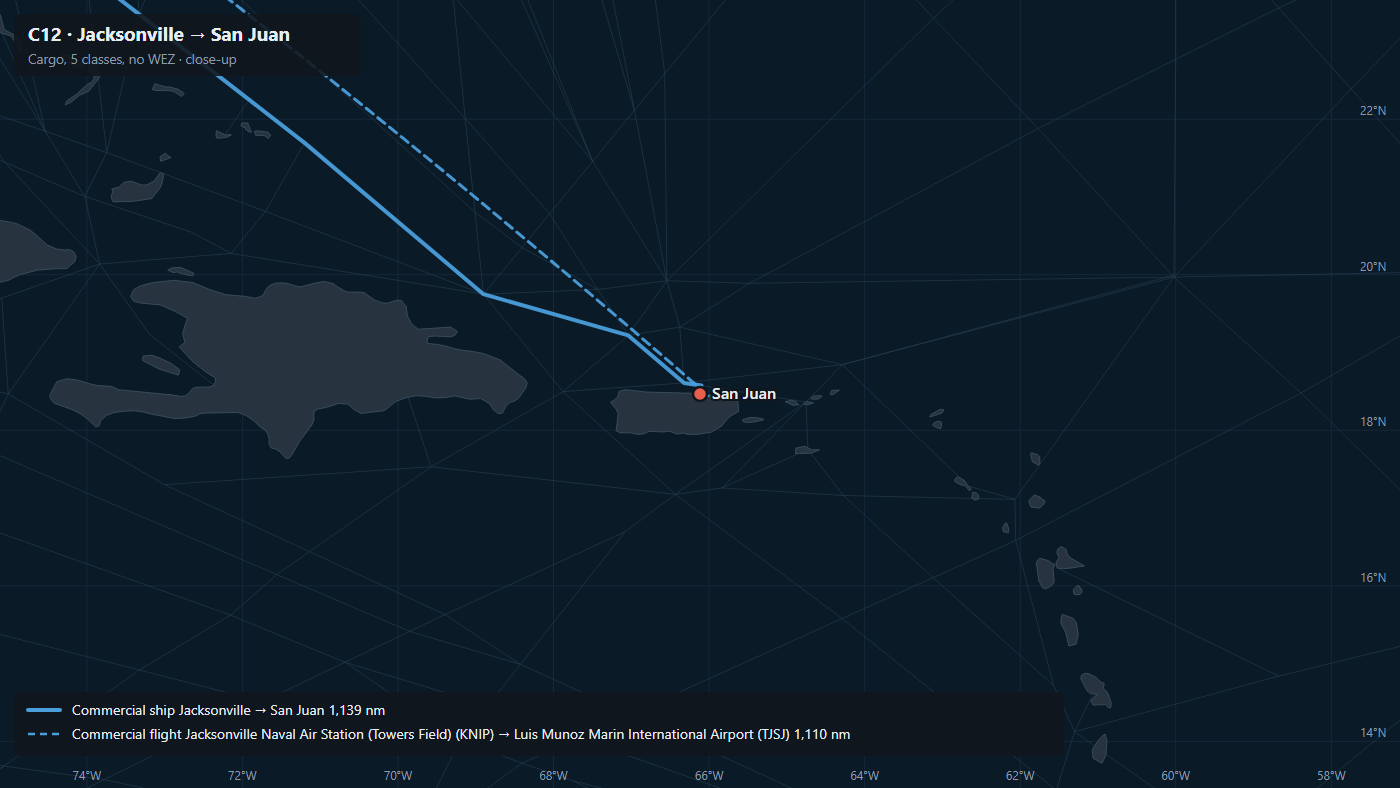 C12 · Jacksonville → San Juan
Cargo, 5 classes, no WEZ · close-up
22°N
20°N
San Juan
18°N
16°N
14°N
Commercial ship Jacksonville → San Juan 1,139 nm
Commercial flight Jacksonville Naval Air Station (Towers Field) (KNIP) → Luis Munoz Marin International Airport (TJSJ) 1,110 nm
74°W 72°W 70°W 68°W 66°W 64°W 62°W 60°W 58°W